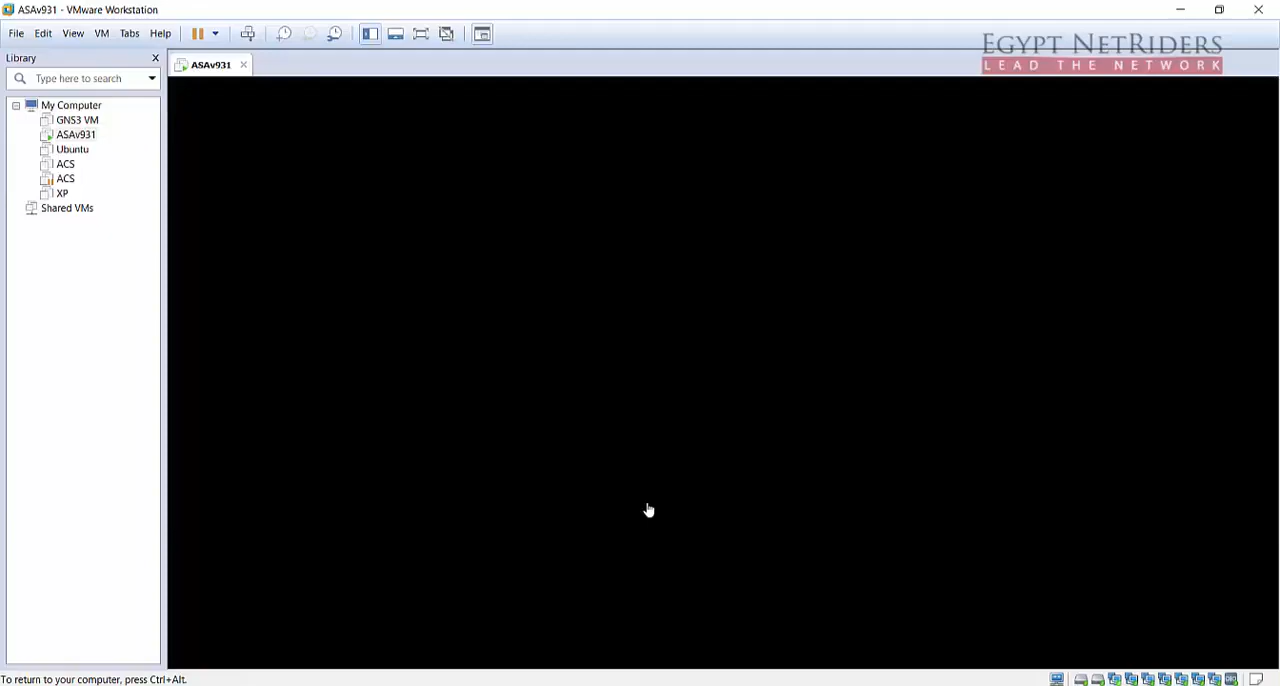 ASAv931 - VMware Workstation
File Edit View VM Tabs Help
EGYPT NETRIDERS
LEAD THE NETWORK
Library
Type here to search
ASAv931
My Computer
GNS3 VM
ASAv931
Ubuntu
ACS
ACS
XP
Shared VMs
To return to your computer, press Ctrl+Alt.